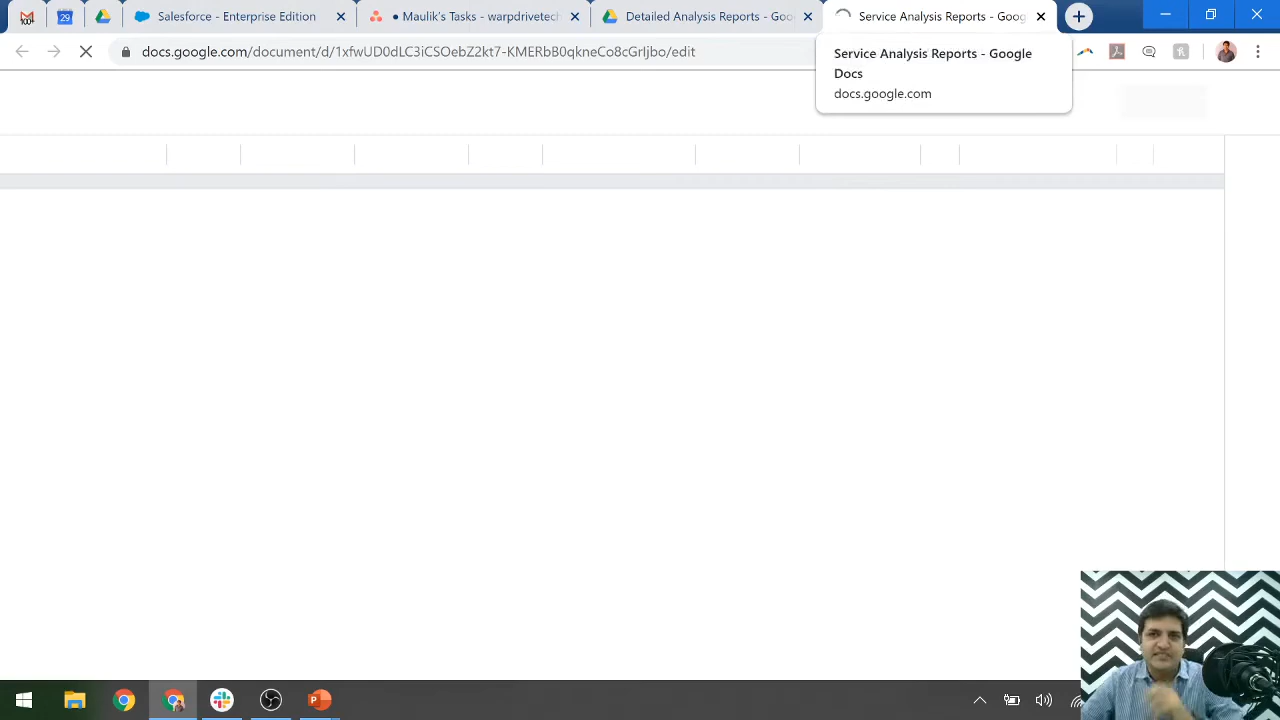 Salesforce - Enterprise Edition
• Maulik's Tasks - warpdrivetech
Detailed Analysis Reports - Goo
Service Analysis Reports - Goog
29
docs.google.com/document/d/1xfwUD0dLC3iCSOebZ2kt7-KMERbB0qkneCo8cGrIjbo/edit
Service Analysis Reports - Google
Docs
docs.google.com